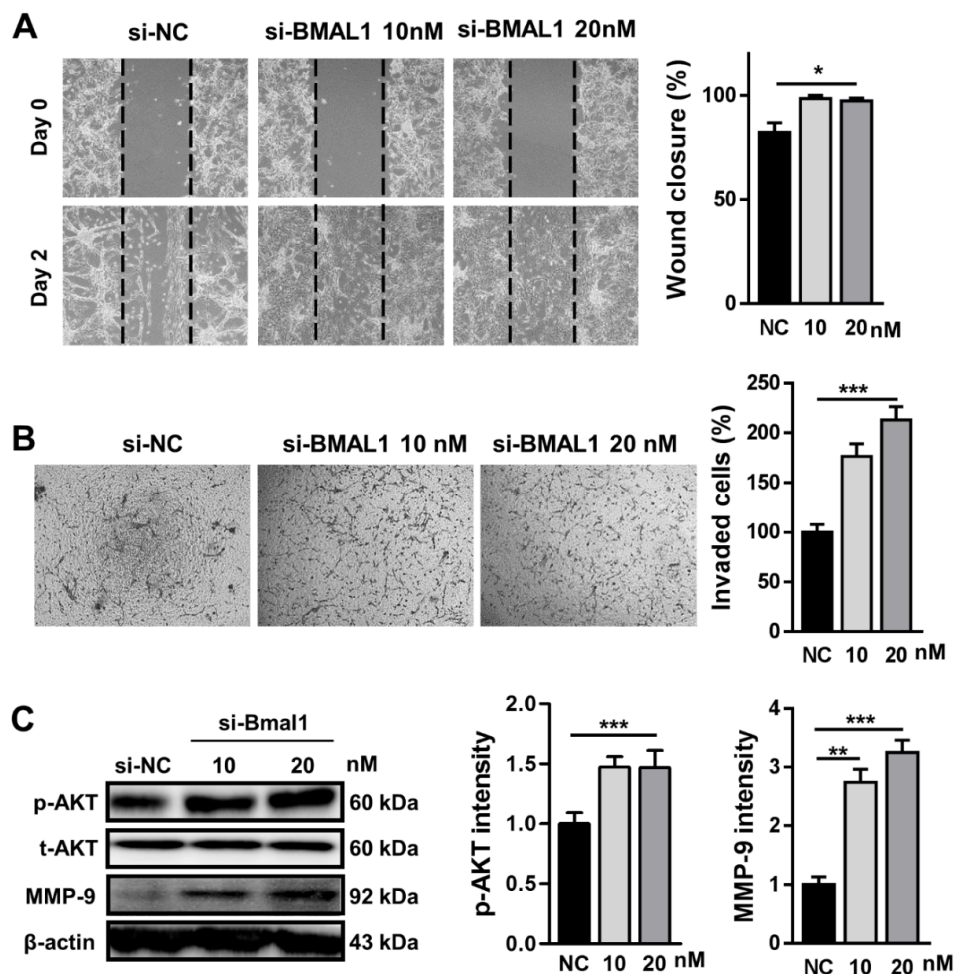 A
si-NC
si-BMAL1 10nM
si-BMAL1 20nM
Day 0
Day 2
Wound closure (%)
100
50
0
*
NC
10
20
nM
B
si-NC
si-BMAL1 10 nM
si-BMAL1 20 nM
Invaded cells (%)
250
200
150
100
50
0
***
NC
10
20
nM
C
si-Bmal1
si-NC
10
20
nM
p-AKT
60 kDa
t-AKT
60 kDa
MMP-9
92 kDa
β-actin
43 kDa
p-AKT intensity
2.0
1.5
1.0
0.5
0.0
***
NC
10
20
nM
MMP-9 intensity
4
3
2
1
0
***
**
NC
10
20
nM